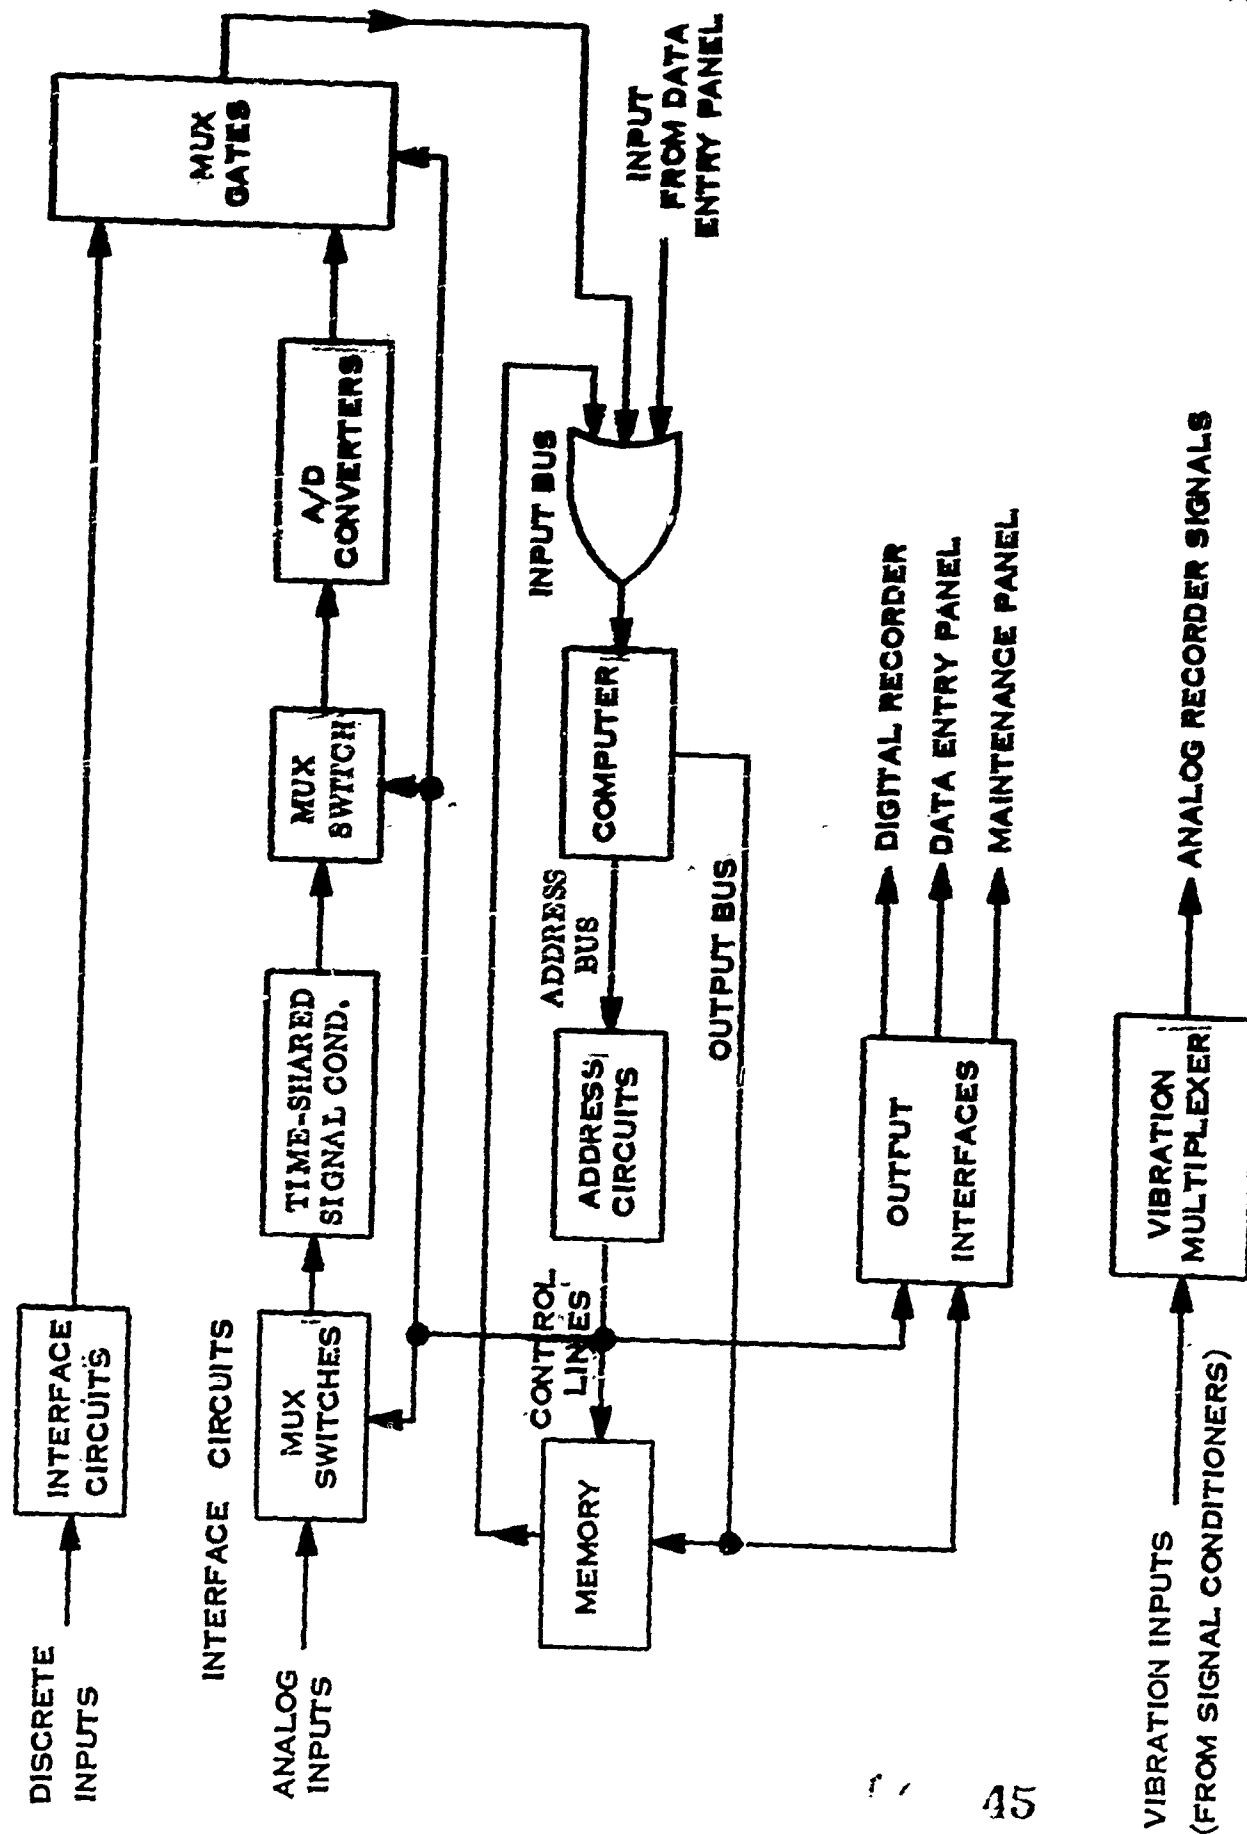 DISCRETE
INPUTS
INTERFACE
CIRCUITS
MUX
GATES
INTERFACE CIRCUITS
ANALOG
INPUTS
MUX
SWITCHES
TIME-SHARED
SIGNAL COND.
MUX
SWITCH
A/D
CONVERTERS
INPUT
FROM DATA
ENTRY PANEL
CONTROL
LINES
MEMORY
ADDRESS
CIRCUITS
ADDRESS
BUS
COMPUTER
INPUT BUS
OUTPUT BUS
OUTPUT
INTERFACES
DIGITAL RECORDER
DATA ENTRY PANEL
MAINTENANCE PANEL
VIBRATION INPUTS
(FROM SIGNAL CONDITIONERS)
VIBRATION
MULTIPLEXER
ANALOG RECORDER SIGNALS
45